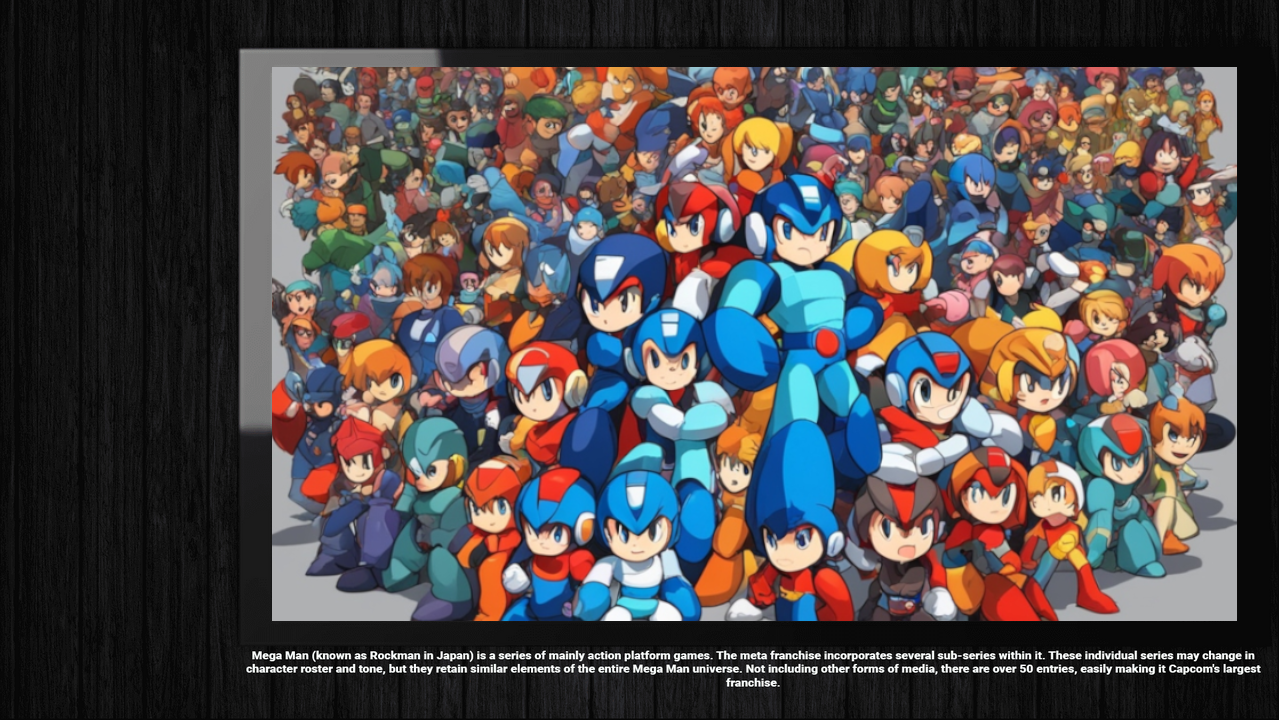 Mega Man (known as Rockman in Japan) is a series of mainly action platform games. The meta franchise incorporates several sub-series within it. These individual series may change in
character roster and tone, but they retain similar elements of the entire Mega Man universe. Not including other forms of media, there are over 50 entries, easily making it Capcom's largest
franchise.